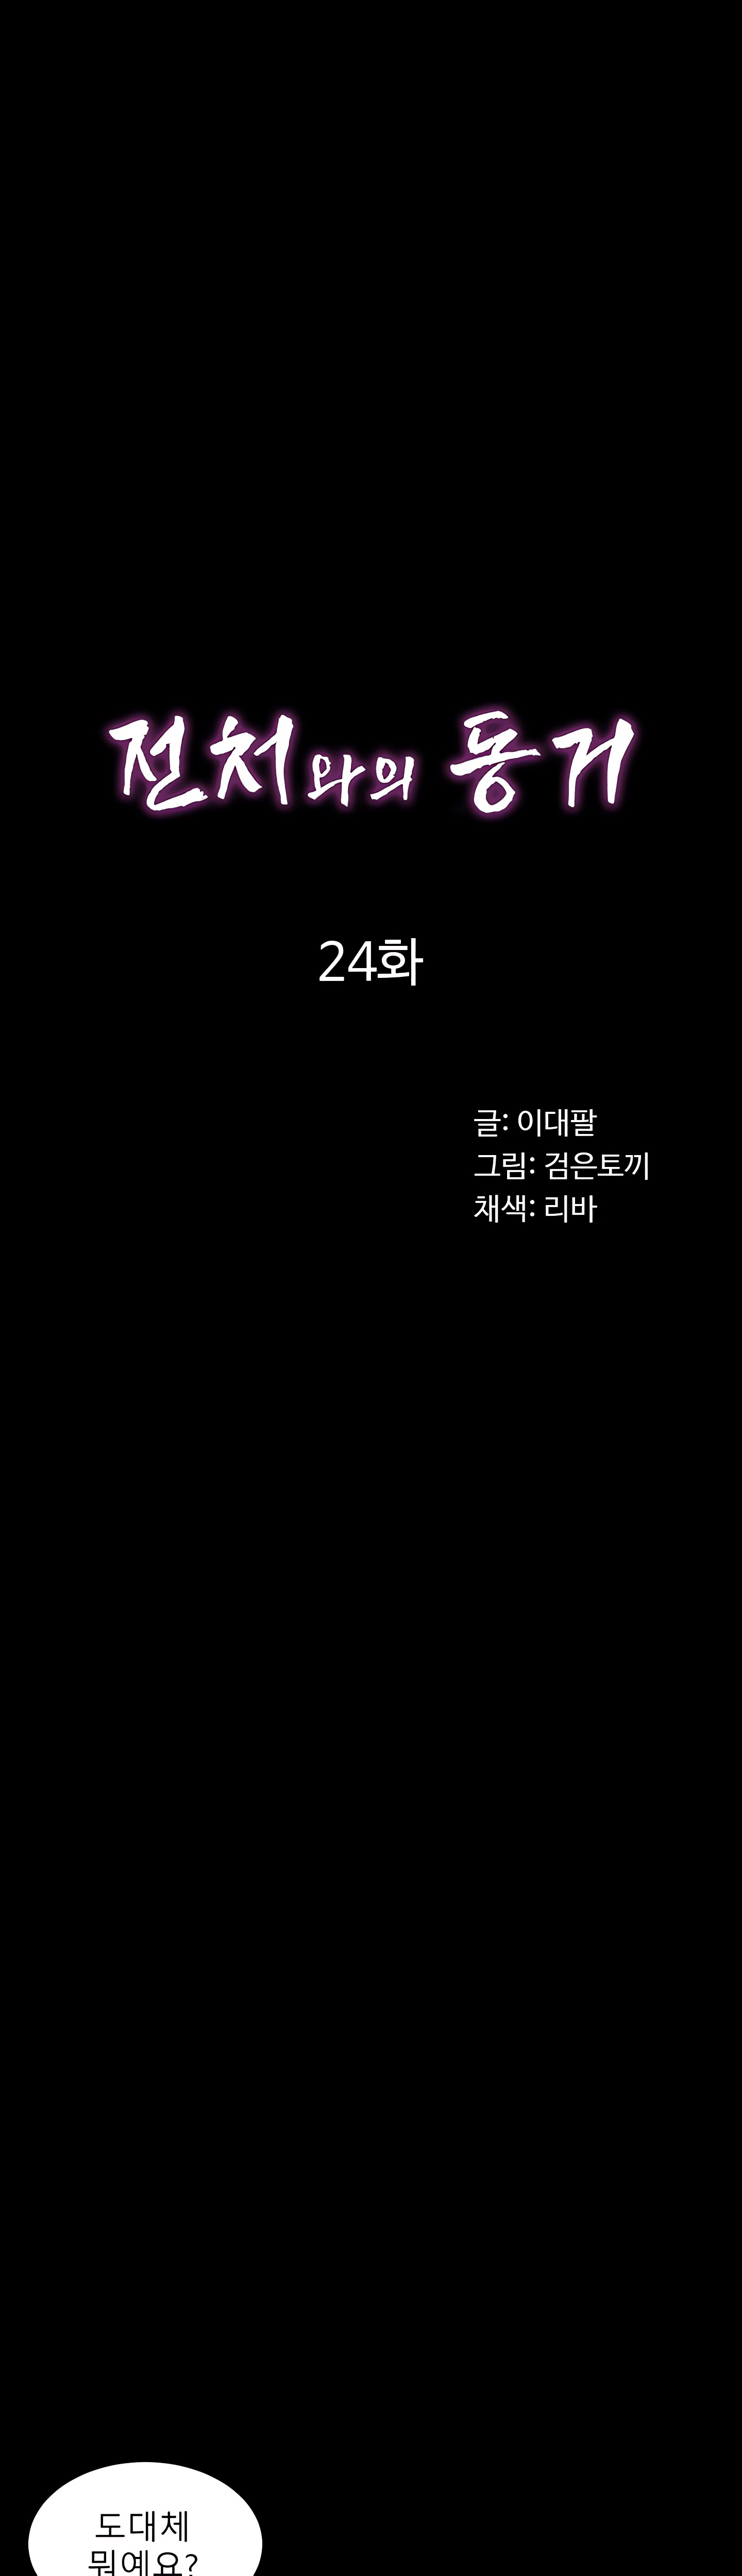 전처와의 동거
24화
글: 이대팔
그림: 검은토끼
채색: 리바
도대체
뭐예요?